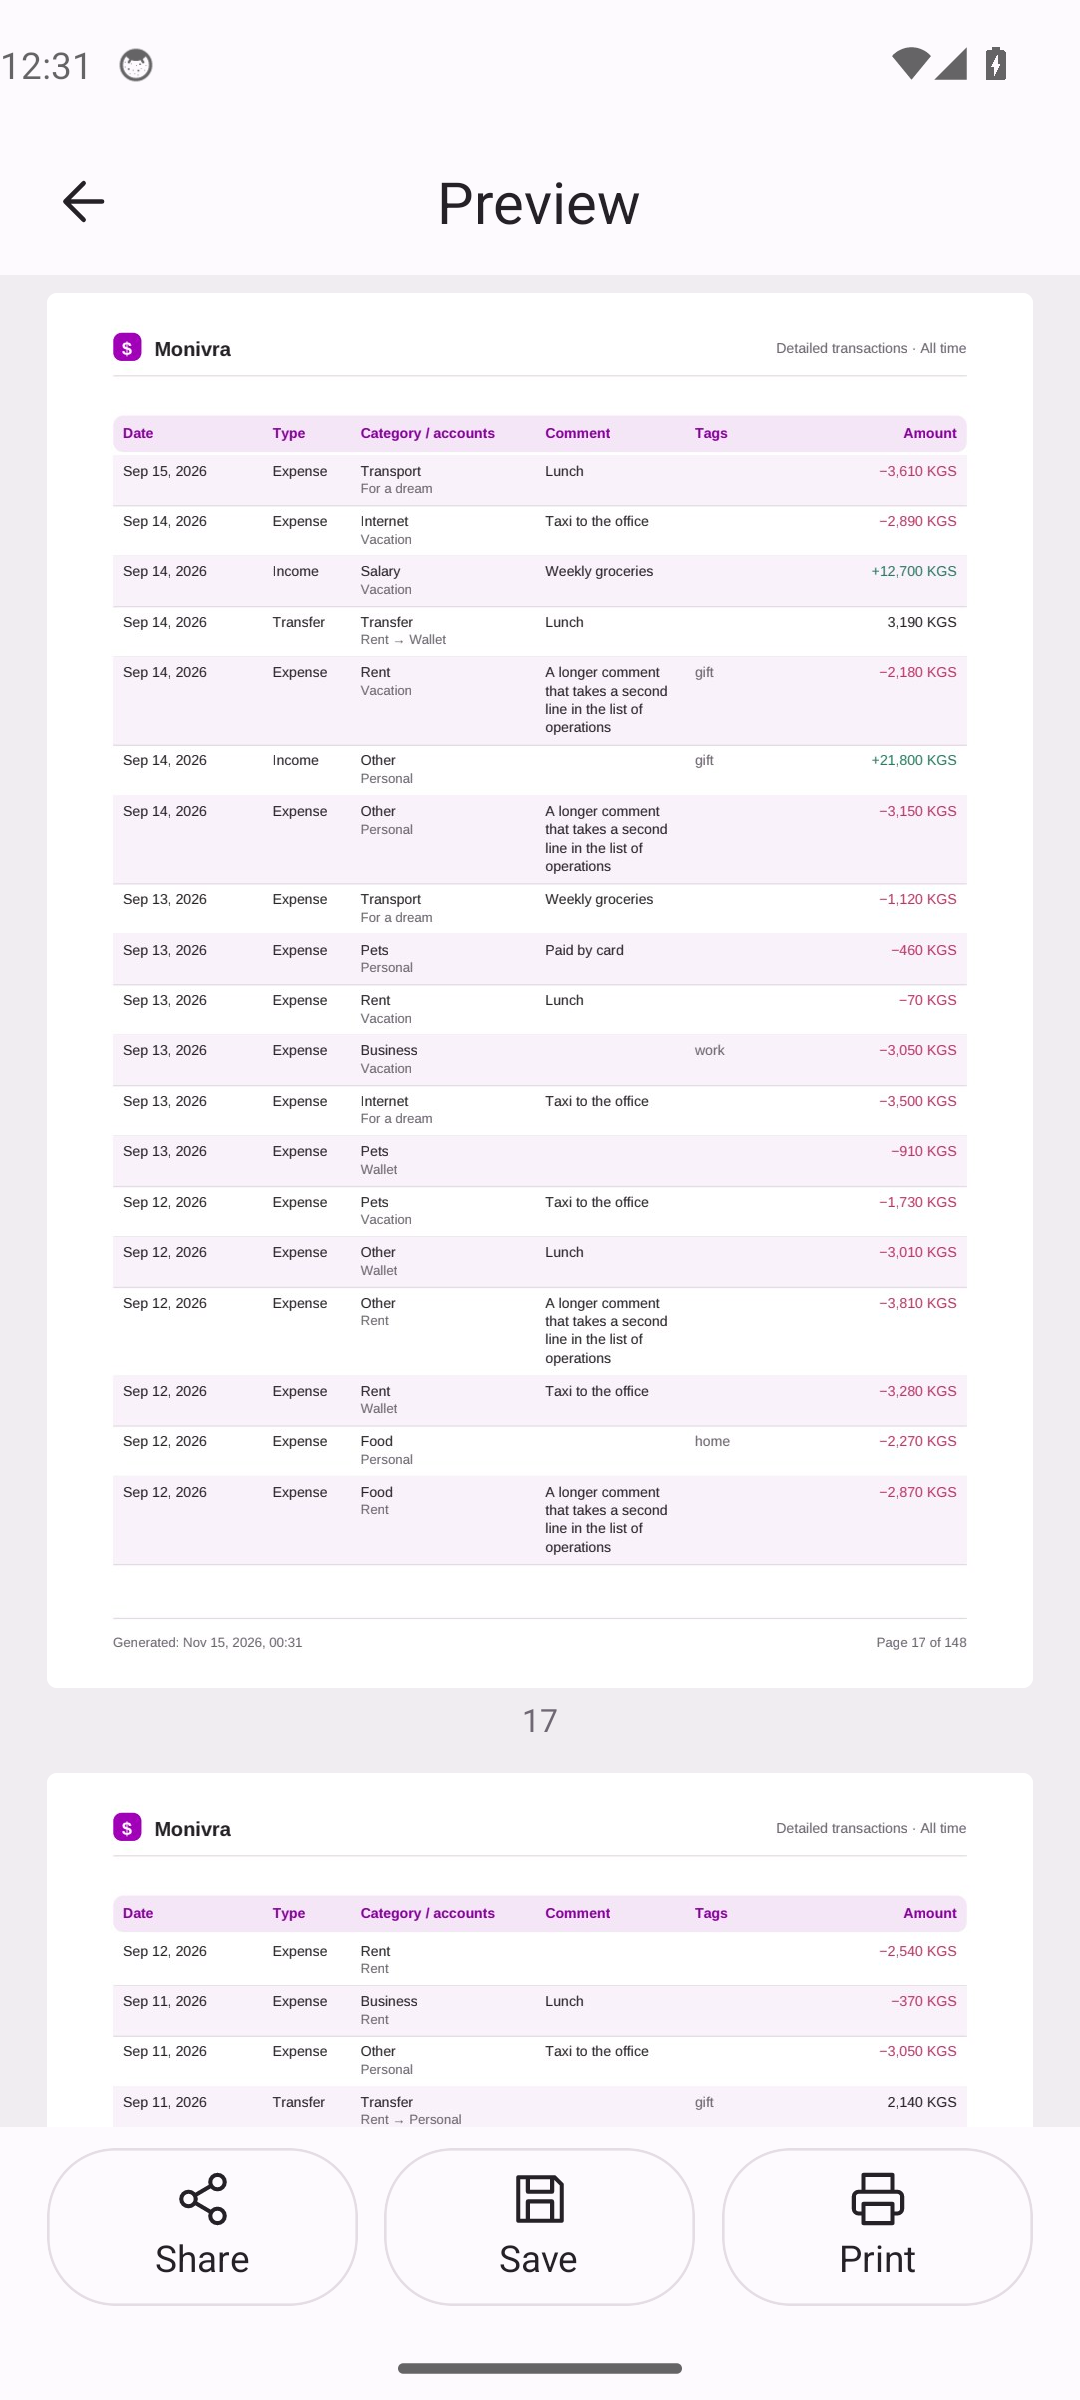 12:31
Preview
$ Monivra Detailed transactions · All time
Date Type Category / accounts Comment Tags Amount
Sep 15, 2026 Expense Transport Lunch −3,610 KGS
For a dream
Sep 14, 2026 Expense Internet Taxi to the office −2,890 KGS
Vacation
Sep 14, 2026 Income Salary Weekly groceries +12,700 KGS
Vacation
Sep 14, 2026 Transfer Transfer Lunch 3,190 KGS
Rent → Wallet
Sep 14, 2026 Expense Rent A longer comment gift −2,180 KGS
Vacation that takes a second
line in the list of
operations
Sep 14, 2026 Income Other gift +21,800 KGS
Personal
Sep 14, 2026 Expense Other A longer comment −3,150 KGS
Personal that takes a second
line in the list of
operations
Sep 13, 2026 Expense Transport Weekly groceries −1,120 KGS
For a dream
Sep 13, 2026 Expense Pets Paid by card −460 KGS
Personal
Sep 13, 2026 Expense Rent Lunch −70 KGS
Vacation
Sep 13, 2026 Expense Business work −3,050 KGS
Vacation
Sep 13, 2026 Expense Internet Taxi to the office −3,500 KGS
For a dream
Sep 13, 2026 Expense Pets −910 KGS
Wallet
Sep 12, 2026 Expense Pets Taxi to the office −1,730 KGS
Vacation
Sep 12, 2026 Expense Other Lunch −3,010 KGS
Wallet
Sep 12, 2026 Expense Other A longer comment −3,810 KGS
Rent that takes a second
line in the list of
operations
Sep 12, 2026 Expense Rent Taxi to the office −3,280 KGS
Wallet
Sep 12, 2026 Expense Food home −2,270 KGS
Personal
Sep 12, 2026 Expense Food A longer comment −2,870 KGS
Rent that takes a second
line in the list of
operations
Generated: Nov 15, 2026, 00:31 Page 17 of 148
17
$ Monivra Detailed transactions · All time
Date Type Category / accounts Comment Tags Amount
Sep 12, 2026 Expense Rent −2,540 KGS
Rent
Sep 11, 2026 Expense Business Lunch −370 KGS
Rent
Sep 11, 2026 Expense Other Taxi to the office −3,050 KGS
Personal
Sep 11, 2026 Transfer Transfer gift 2,140 KGS
Rent → Personal
Share Save Print